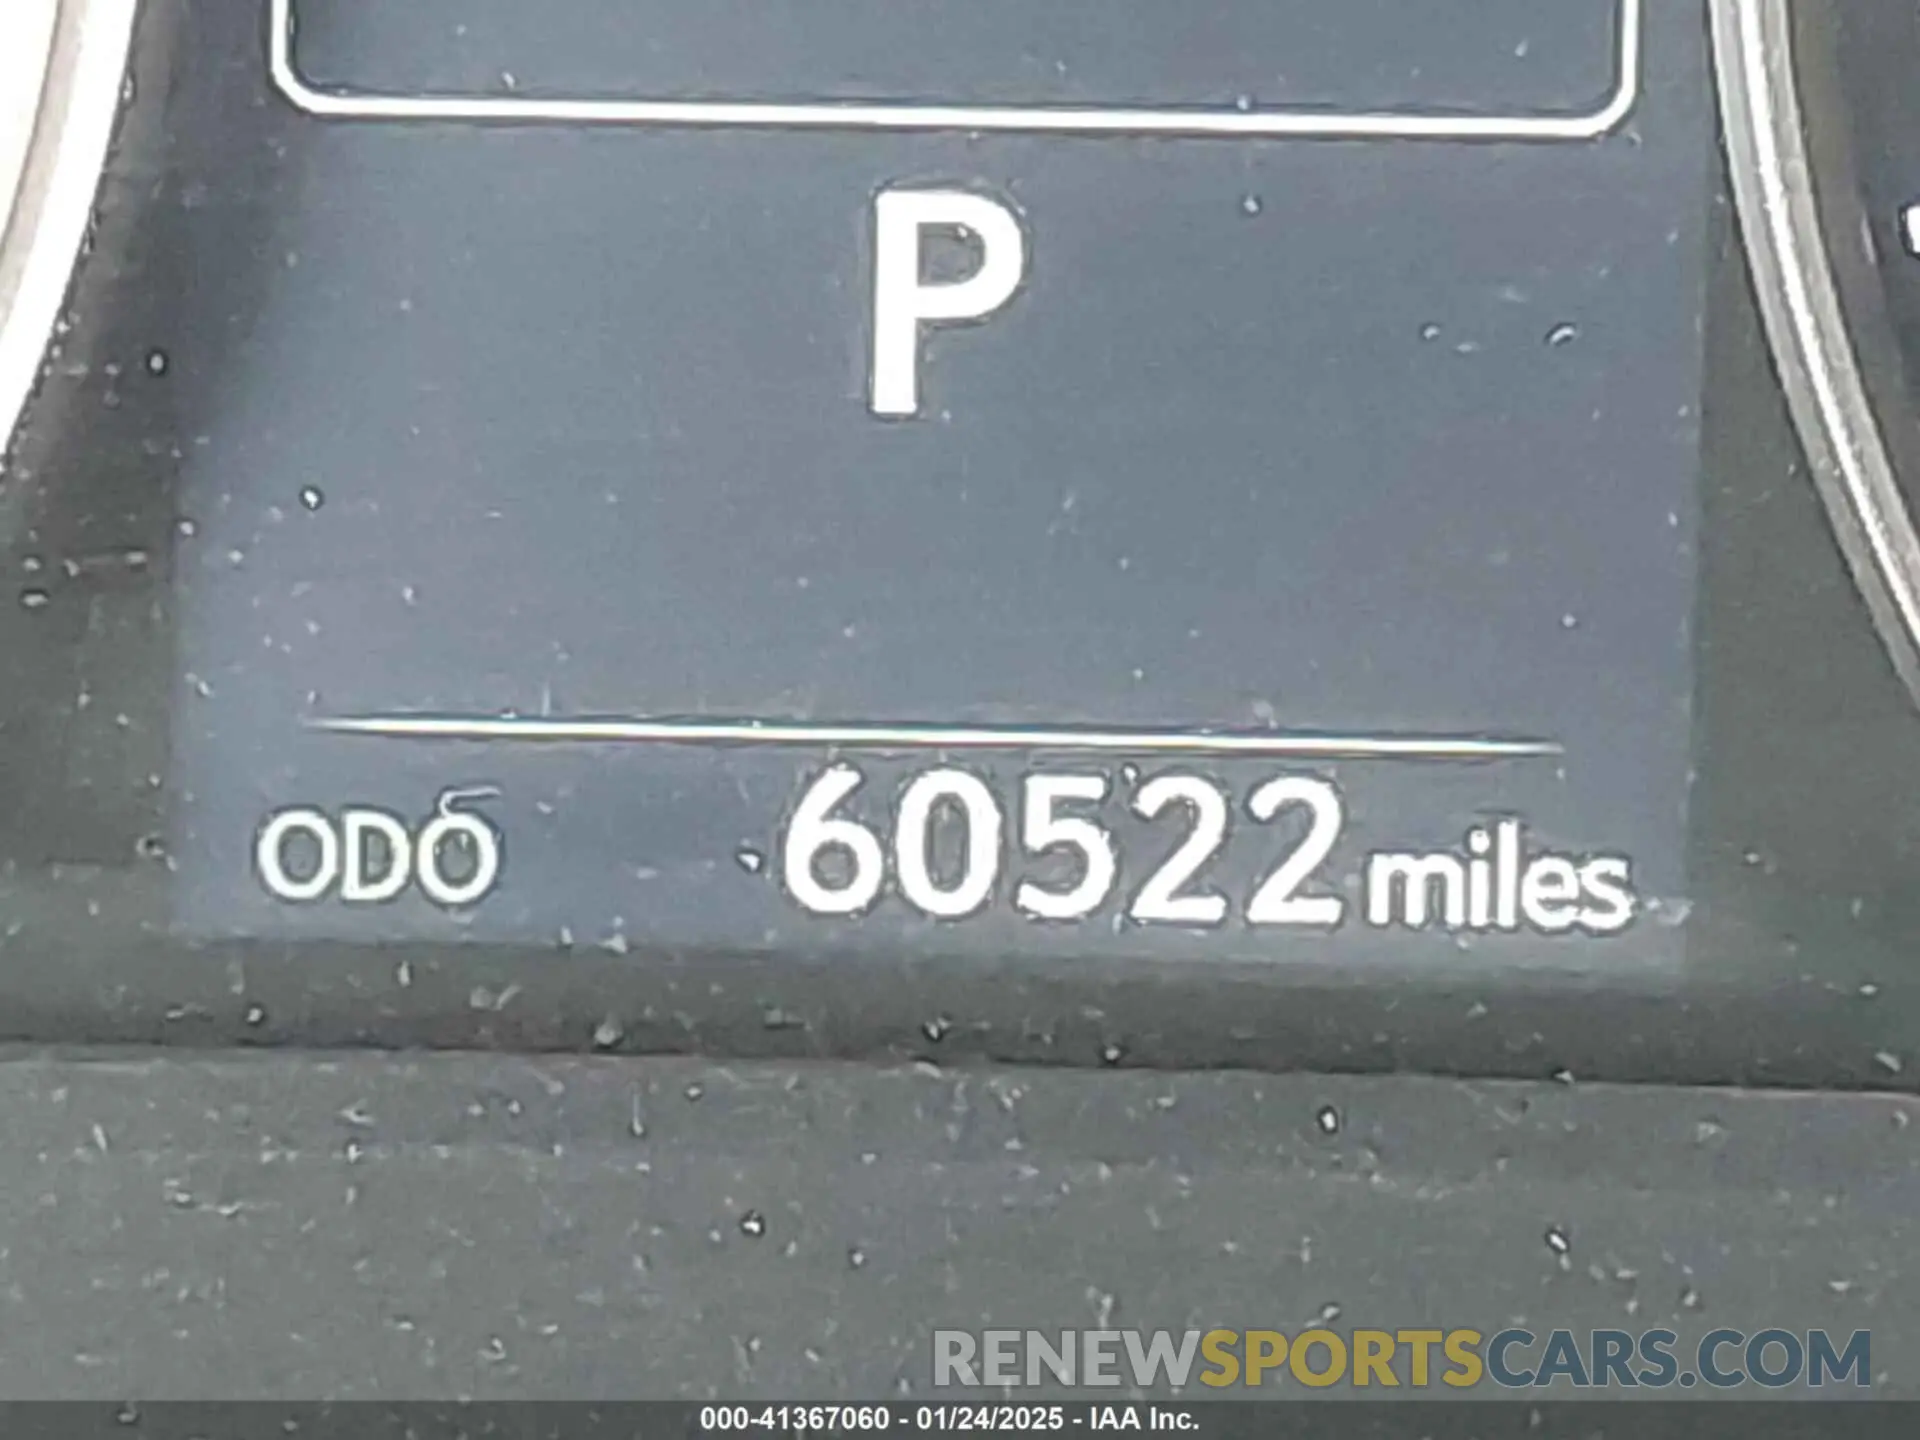 P
ODO 60522 miles
RENEWSPORTSCARS.COM
000-41367060 - 01/24/2025 - IAA Inc.